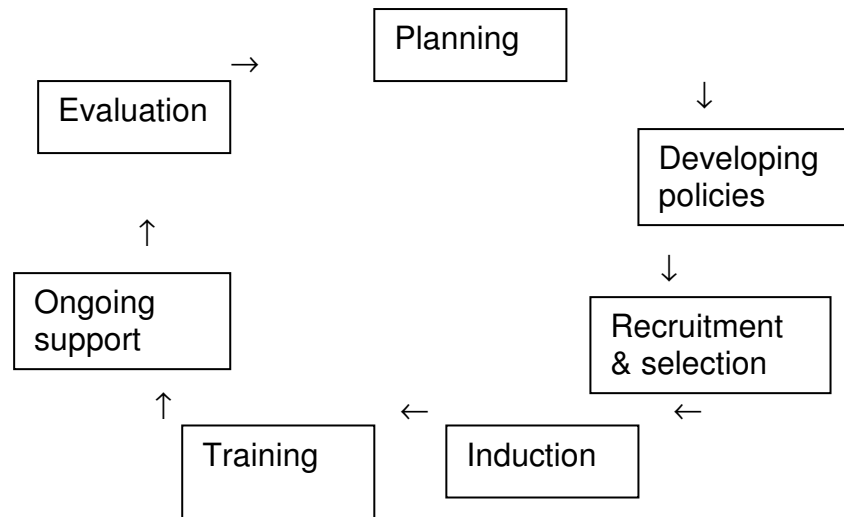 Planning
Evaluation
Developing
policies
Ongoing
support
Recruitment
& selection
Training
Induction